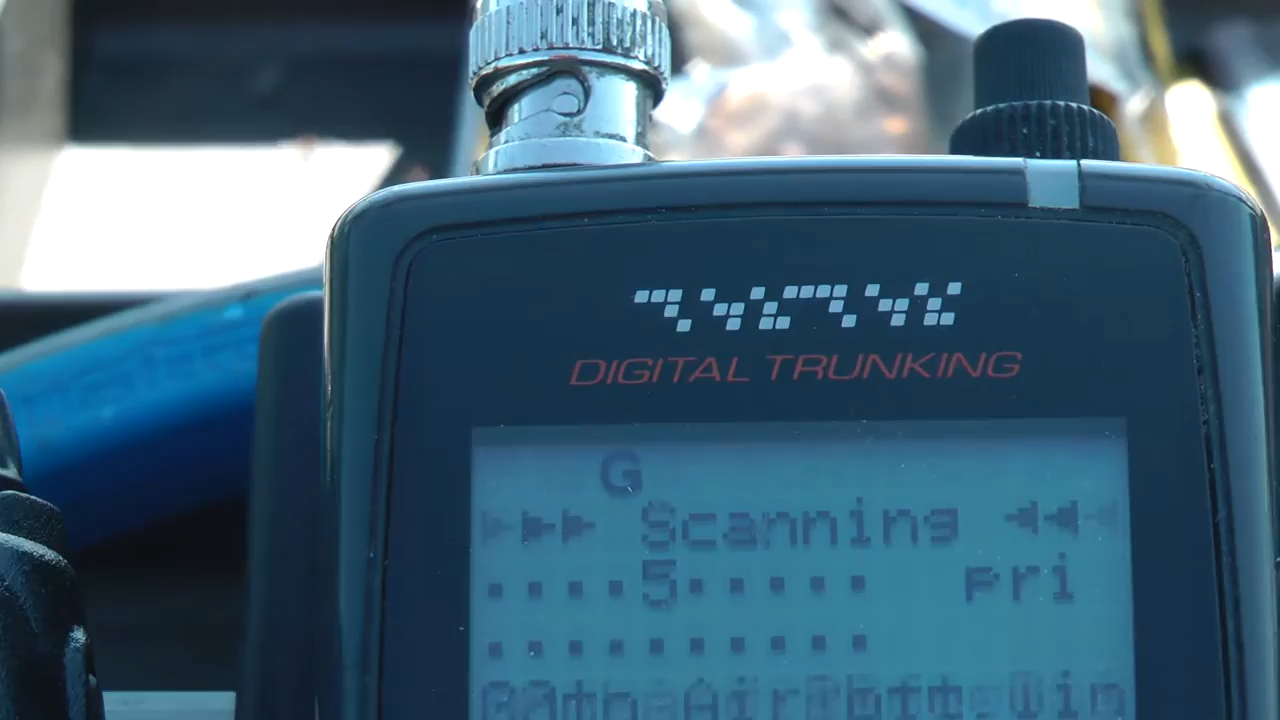 DIGITAL TRUNKING
G
▸▸▸ Scanning ◂◂◂
....5...... pri
..........